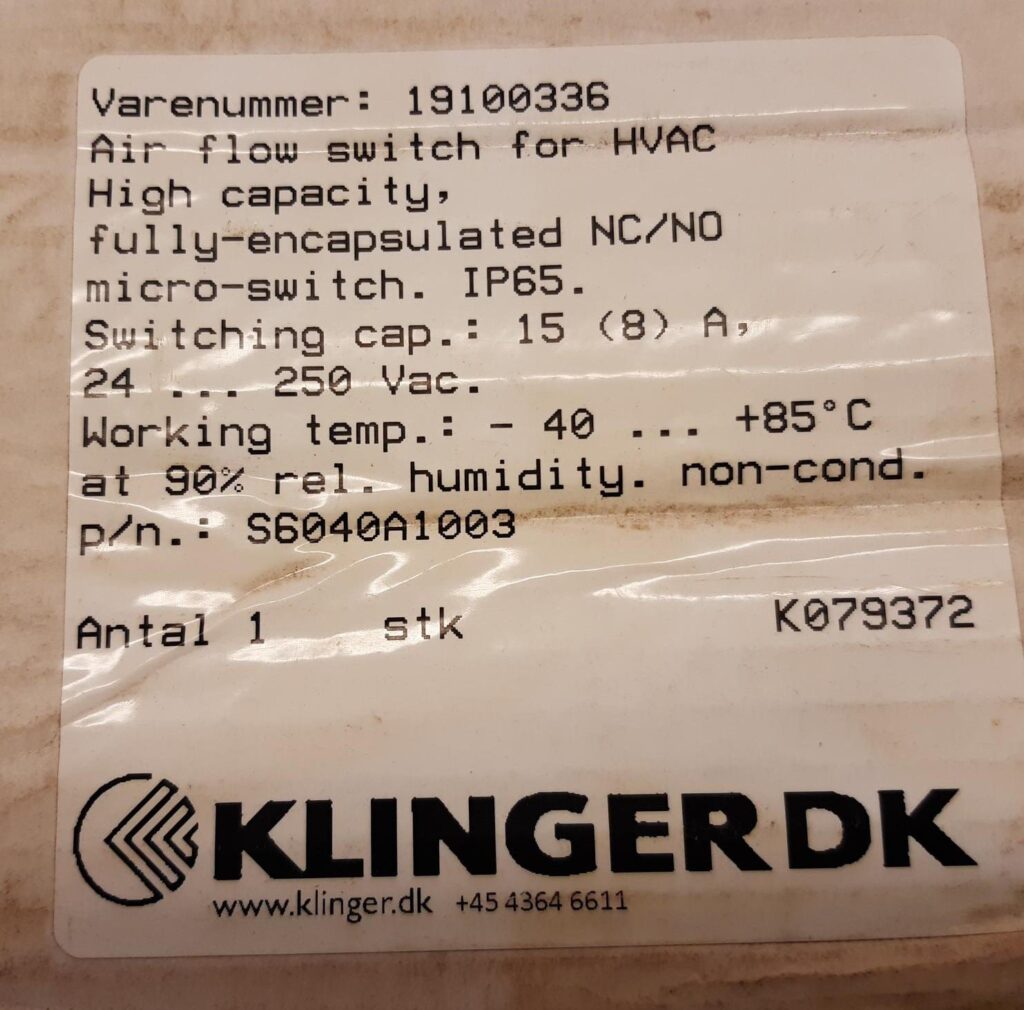 Varenummer: 19100336
Air flow switch for HVAC
High capacity,
fully-encapsulated NC/NO
micro-switch. IP65.
Switching cap.: 15 (8) A,
24 ... 250 Vac.
Working temp.: - 40 ... +85°C
at 90% rel. humidity. non-cond.
p/n.: S6040A1003
Antal 1 stk K079372
KLINGER DK
www.klinger.dk +45 4364 6611